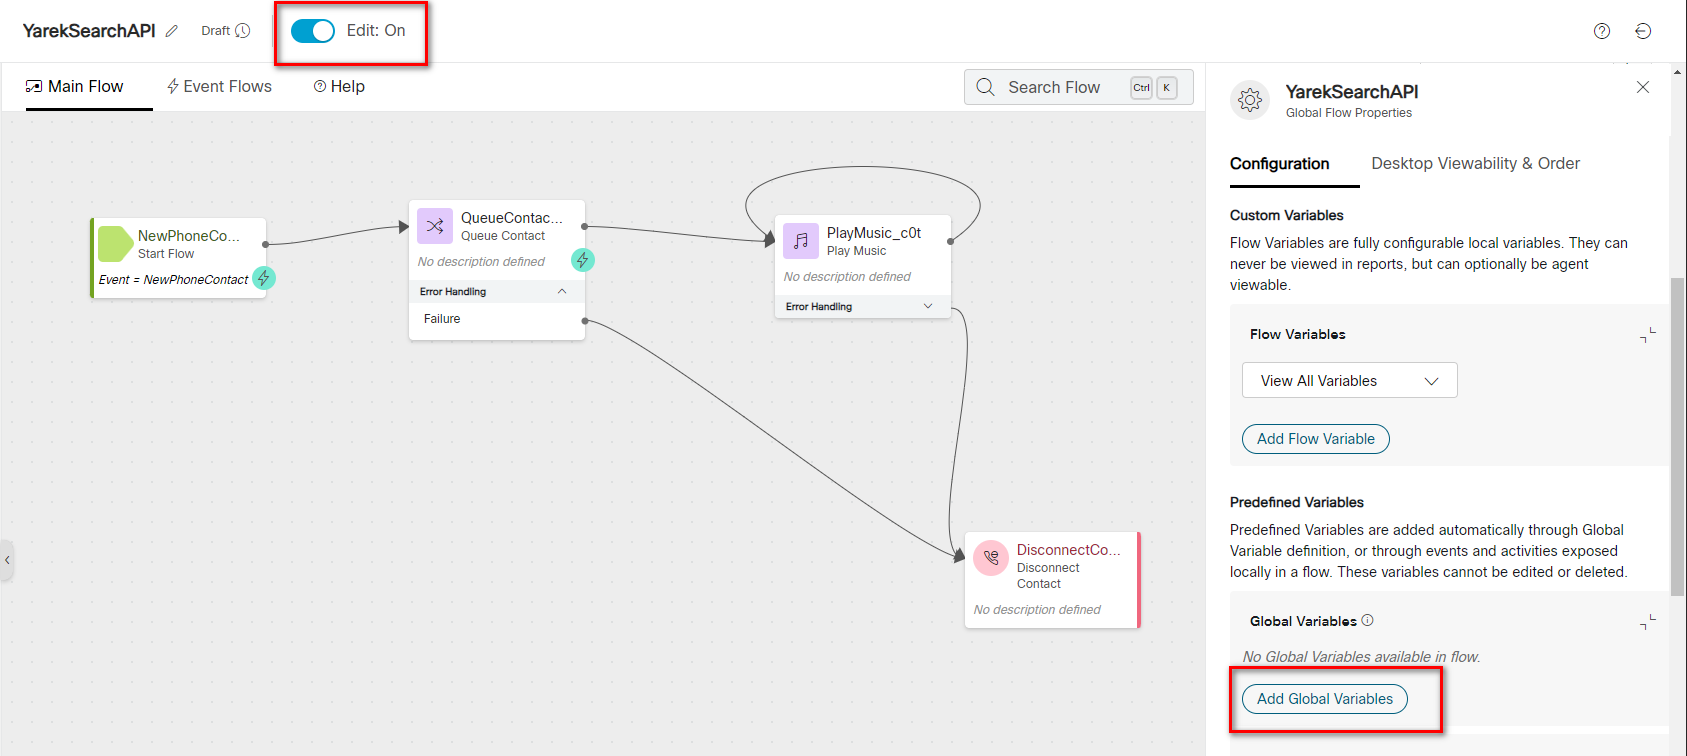 YarekSearchAPI
Draft
Edit: On
Main Flow
Event Flows
Help
Search Flow
Ctrl
K
NewPhoneCo...
Start Flow
Event = NewPhoneContact
QueueContac...
Queue Contact
No description defined
Error Handling
Failure
PlayMusic_c0t
Play Music
No description defined
Error Handling
DisconnectCo...
Disconnect
Contact
No description defined
YarekSearchAPI
Global Flow Properties
Configuration
Desktop Viewability & Order
Custom Variables
Flow Variables are fully configurable local variables. They can
never be viewed in reports, but can optionally be agent
viewable.
Flow Variables
View All Variables
Add Flow Variable
Predefined Variables
Predefined Variables are added automatically through Global
Variable definition, or through events and activities exposed
locally in a flow. These variables cannot be edited or deleted.
Global Variables
No Global Variables available in flow.
Add Global Variables